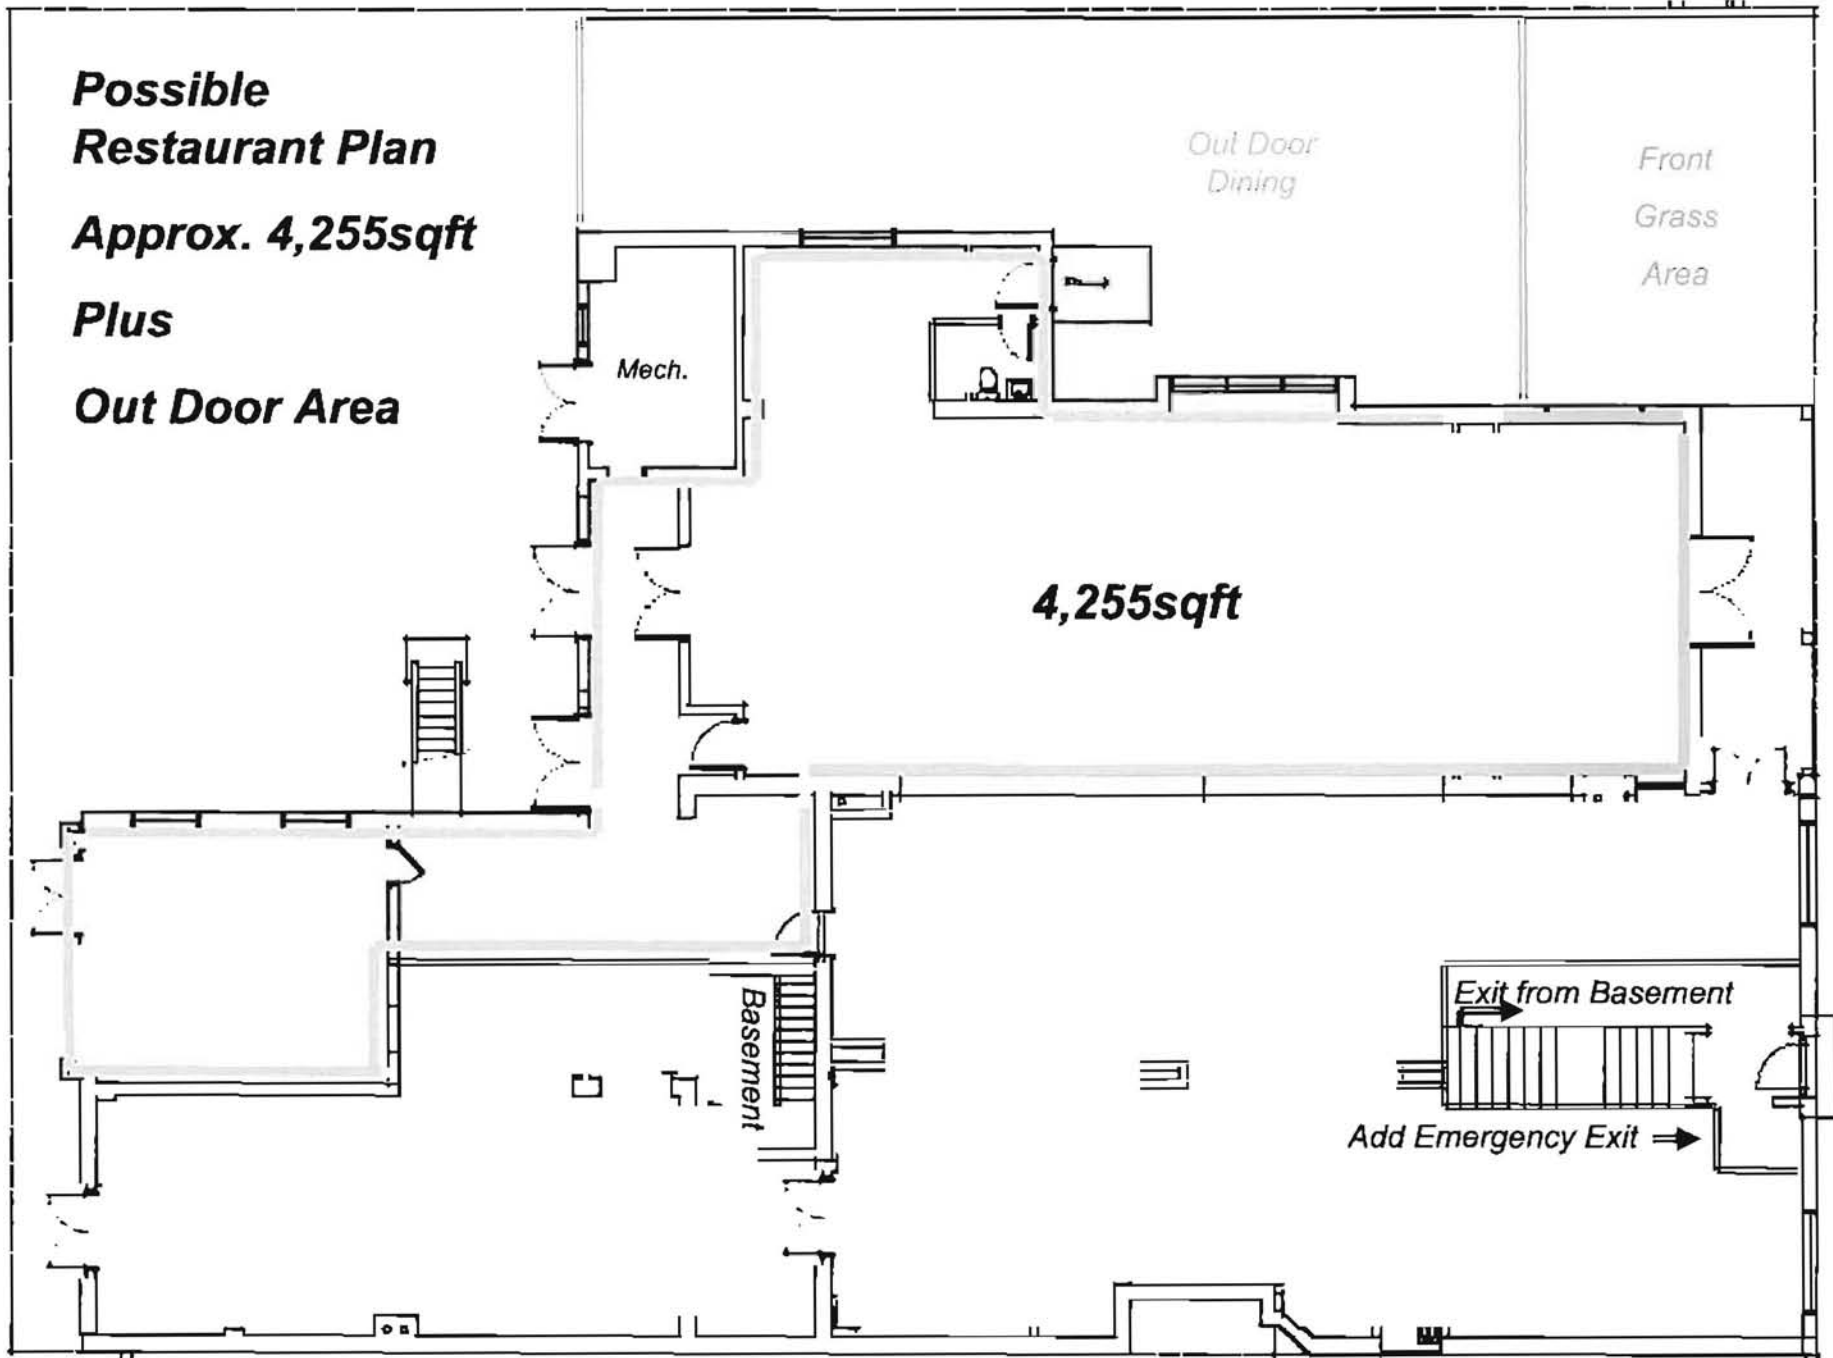 Possible
Restaurant Plan
Approx. 4,255sqft
Plus
Out Door Area
Out Door
Dining
Front
Grass
Area
Mech.
4,255sqft
Basement
Exit from Basement
Add Emergency Exit